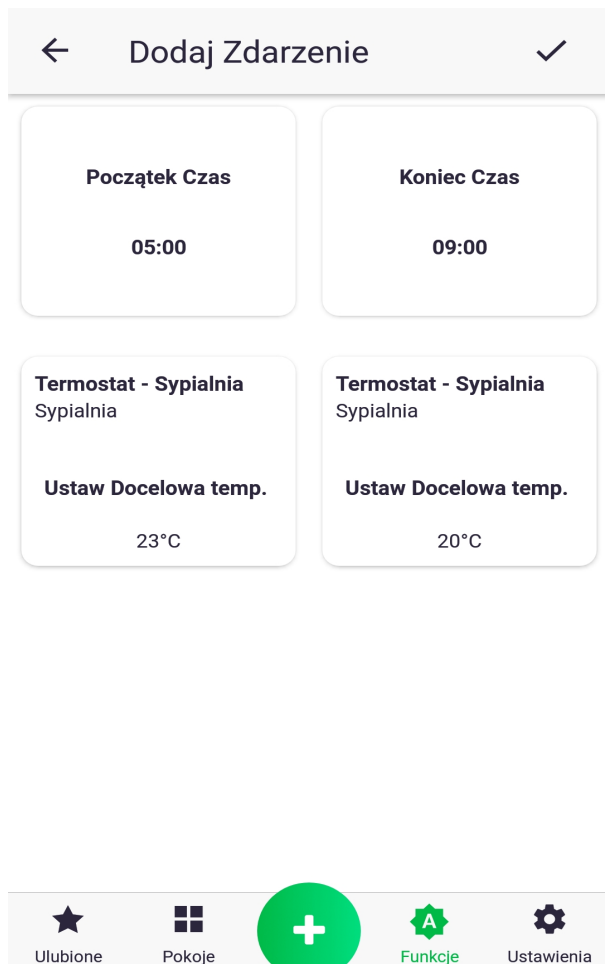 Dodaj Zdarzenie
Początek Czas
05:00
Koniec Czas
09:00
Termostat - Sypialnia
Sypialnia
Ustaw Docelowa temp.
23°C
Termostat - Sypialnia
Sypialnia
Ustaw Docelowa temp.
20°C
A
Ulubione
Pokoje
Funkcje
Ustawienia